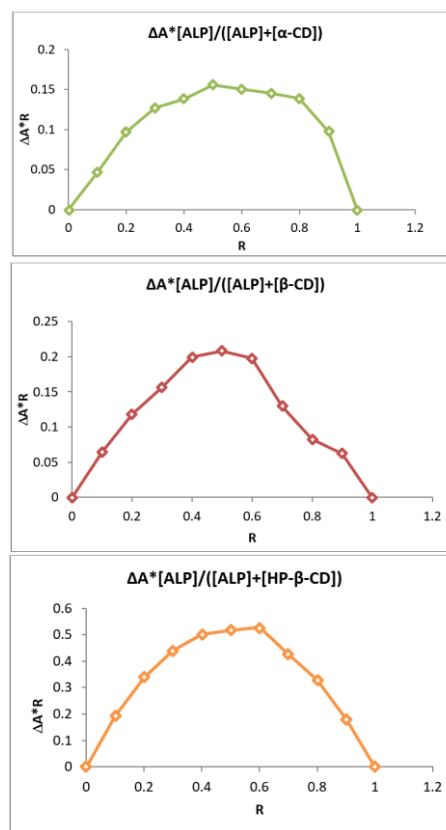 ΔA*[ALP]/([ALP]+[α-CD])
0.2
0.15
0.1
0.05
0
ΔA*R
0 0.2 0.4 0.6 0.8 1 1.2
R
ΔA*[ALP]/([ALP]+[β-CD])
0.25
0.2
0.15
0.1
0.05
0
ΔA*R
0 0.2 0.4 0.6 0.8 1 1.2
R
ΔA*[ALP]/([ALP]+[HP-β-CD])
0.6
0.5
0.4
0.3
0.2
0.1
0
ΔA*R
0 0.2 0.4 0.6 0.8 1 1.2
R